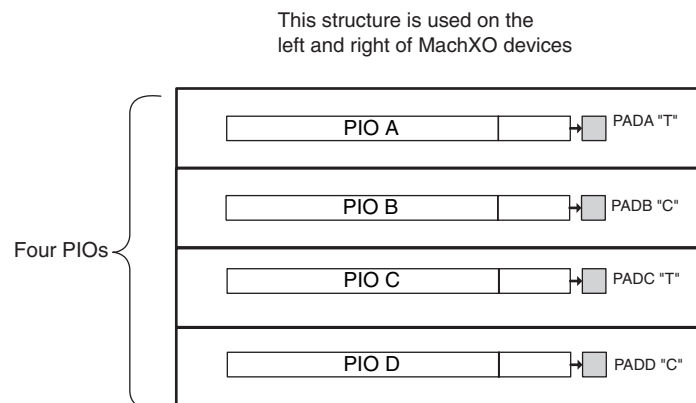 This structure is used on the
left and right of MachXO devices
PIO A
PADA "T"
PIO B
PADB "C"
Four PIOs
PIO C
PADC "T"
PIO D
PADD "C"